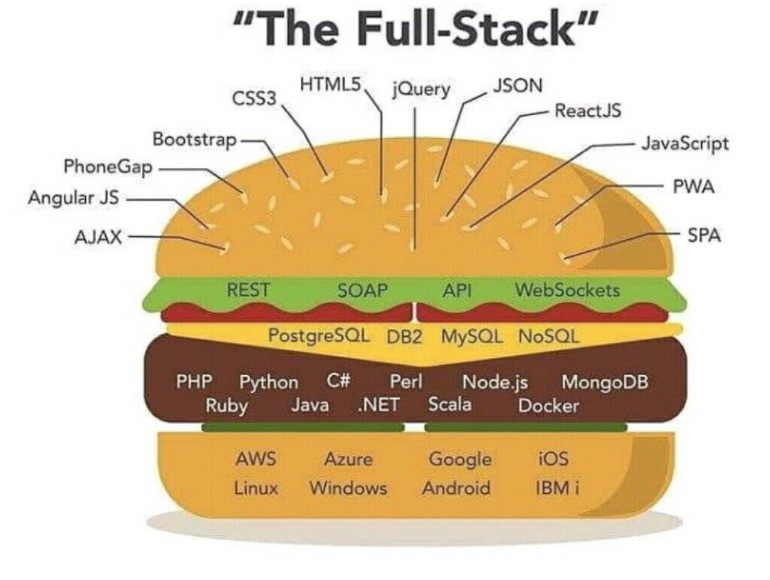 "The Full-Stack"
HTML5 jQuery JSON
CSS3 ReactJS
Bootstrap JavaScript
PhoneGap PWA
Angular JS
AJAX SPA
REST SOAP API WebSockets
PostgreSQL DB2 MySQL NoSQL
PHP Python C# Perl Node.js MongoDB
Ruby Java .NET Scala Docker
AWS Azure Google iOS
Linux Windows Android IBM i